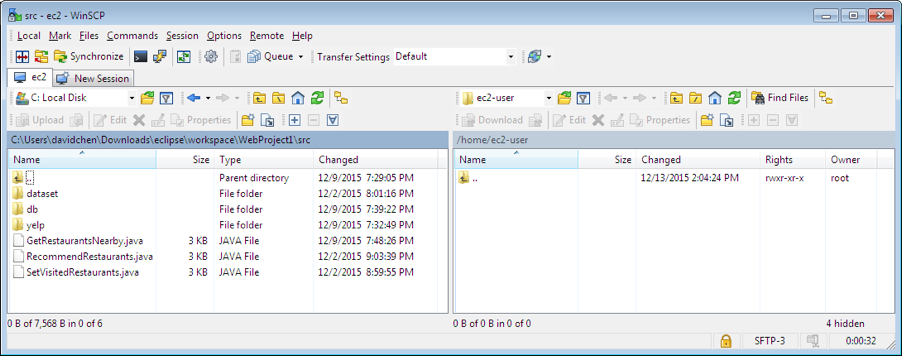 src - ec2 - WinSCP
Local Mark Files Commands Session Options Remote Help
Synchronize Queue Transfer Settings Default
ec2 New Session
C: Local Disk ec2-user Find Files
Upload Edit Properties Download Edit Properties
C:\Users\davidchen\Downloads\eclipse\workspace\WebProject1\src /home/ec2-user
Name Size Type Changed Name Size Changed Rights Owner
.. Parent directory 12/9/2015 7:29:05 PM .. 12/13/2015 2:04:24 PM rwxr-xr-x root
dataset File folder 12/2/2015 8:01:16 PM
db File folder 12/9/2015 7:39:22 PM
yelp File folder 12/9/2015 7:32:49 PM
GetRestaurantsNearby.java 3 KB JAVA File 12/9/2015 7:48:26 PM
RecommendRestaurants.java 3 KB JAVA File 12/2/2015 9:03:39 PM
SetVisitedRestaurants.java 3 KB JAVA File 12/2/2015 8:59:55 PM
0 B of 7,568 B in 0 of 6 0 B of 0 B in 0 of 0 4 hidden
SFTP-3 0:00:32